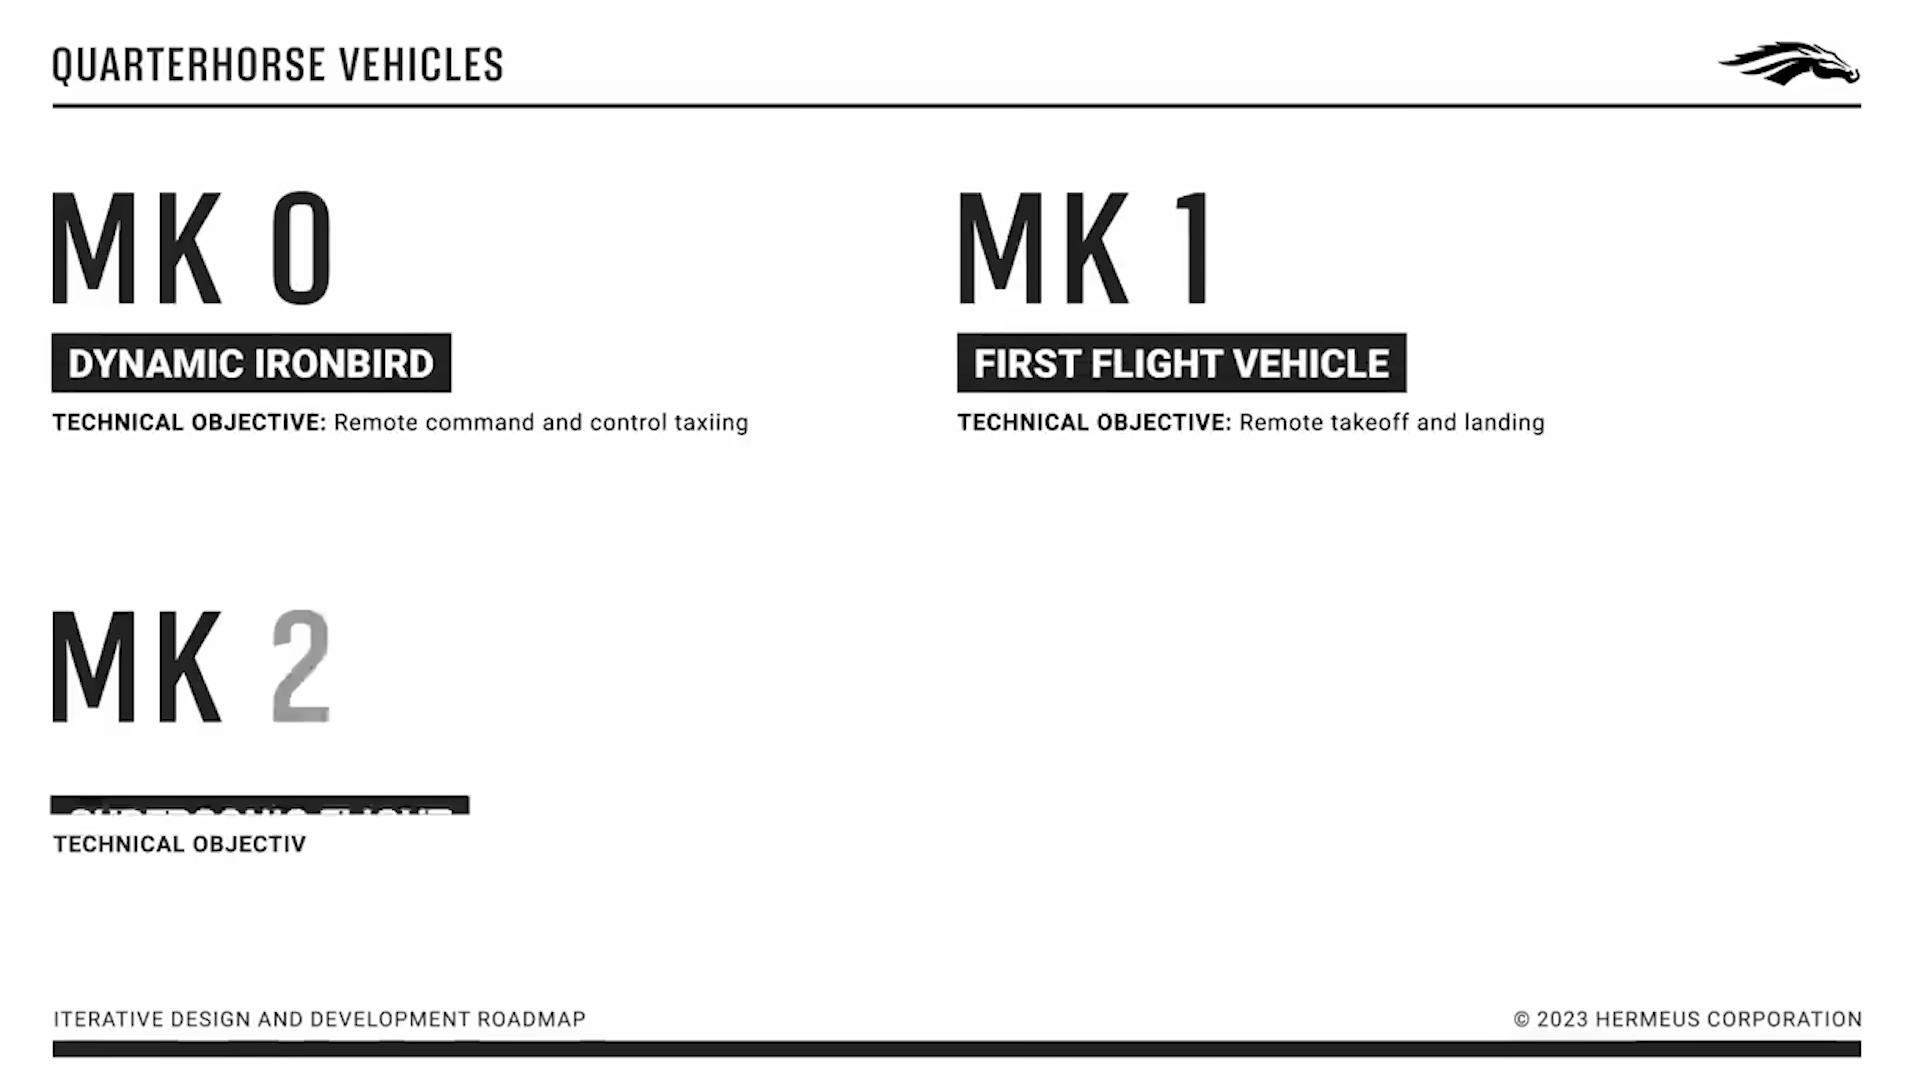 QUARTERHORSE VEHICLES
MK 0
DYNAMIC IRONBIRD
TECHNICAL OBJECTIVE: Remote command and control taxiing
MK 1
FIRST FLIGHT VEHICLE
TECHNICAL OBJECTIVE: Remote takeoff and landing
MK 2
TECHNICAL OBJECTIV
ITERATIVE DESIGN AND DEVELOPMENT ROADMAP
© 2023 HERMEUS CORPORATION